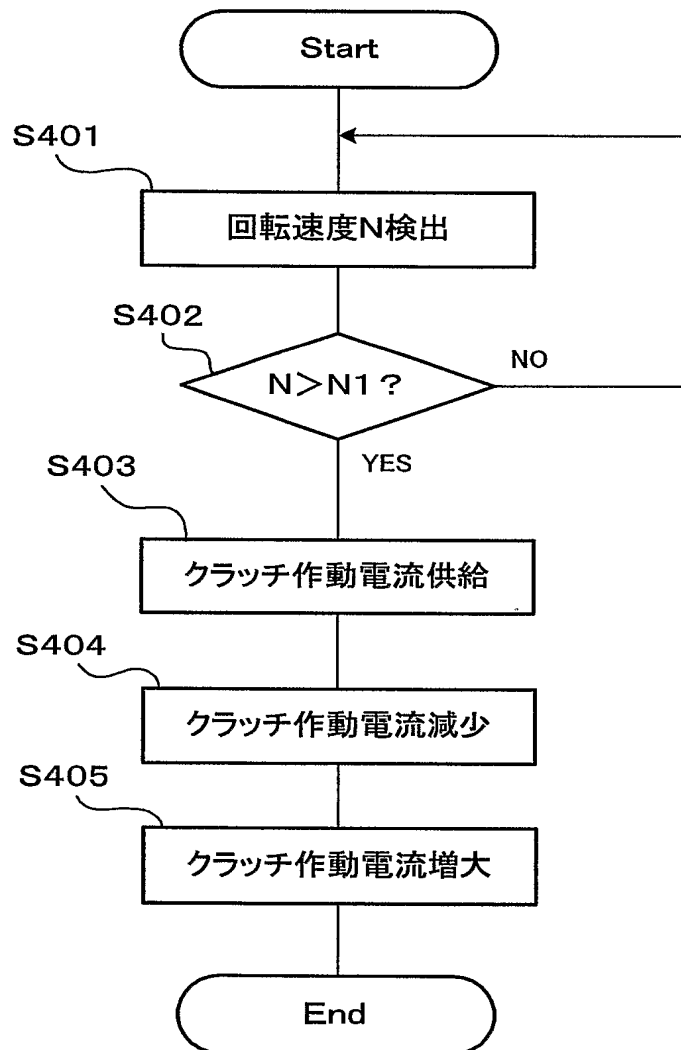 Start
S401
回転速度N検出
S402
N＞N1？
NO
YES
S403
クラッチ作動電流供給
S404
クラッチ作動電流減少
S405
クラッチ作動電流増大
End